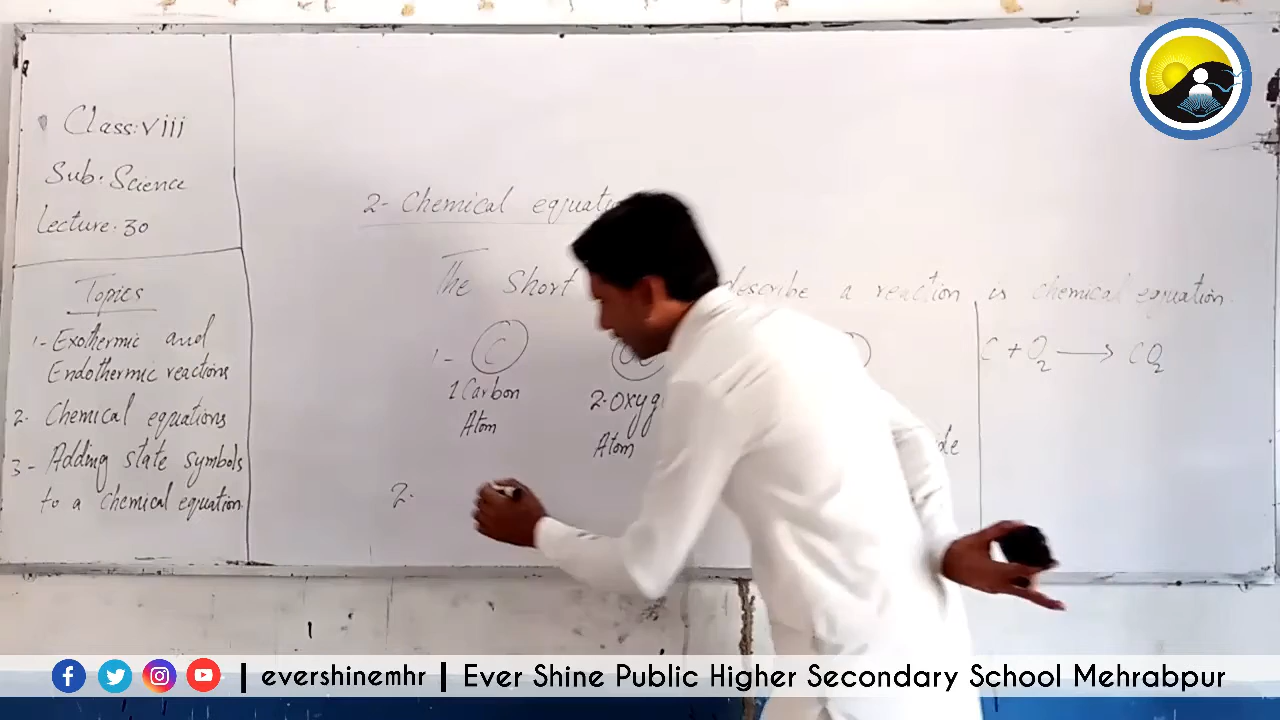 Class: viii
Sub: Science
Lecture: 30
Topics
1- Exothermic and
Endothermic reactions
2- Chemical equations
3- Adding state symbols
to a chemical equation
2- Chemical equati
The short describe a reaction is chemical equation.
1- C
1 Carbon
Atom
2. Oxyg
Atom
de
C + O2 → CO2
2.
evershinemhr | Ever Shine Public Higher Secondary School Mehrabpur